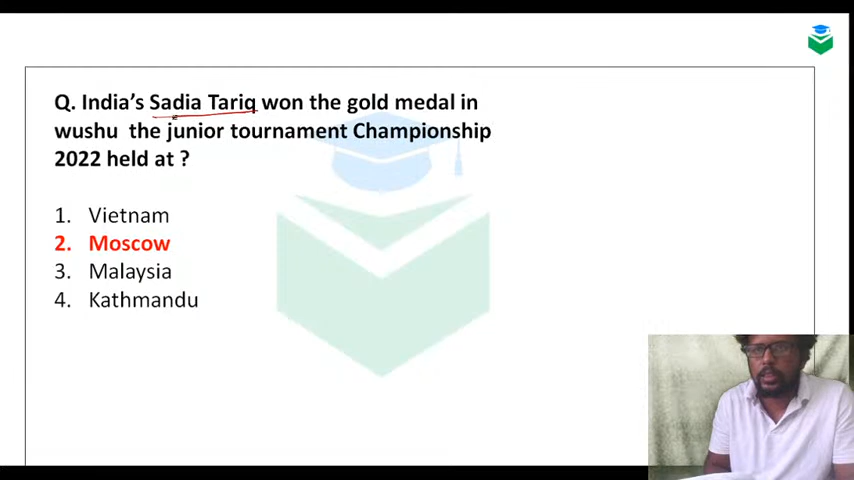 Q. India's Sadia Tariq won the gold medal in
wushu the junior tournament Championship
2022 held at ?
1. Vietnam
2. Moscow
3. Malaysia
4. Kathmandu